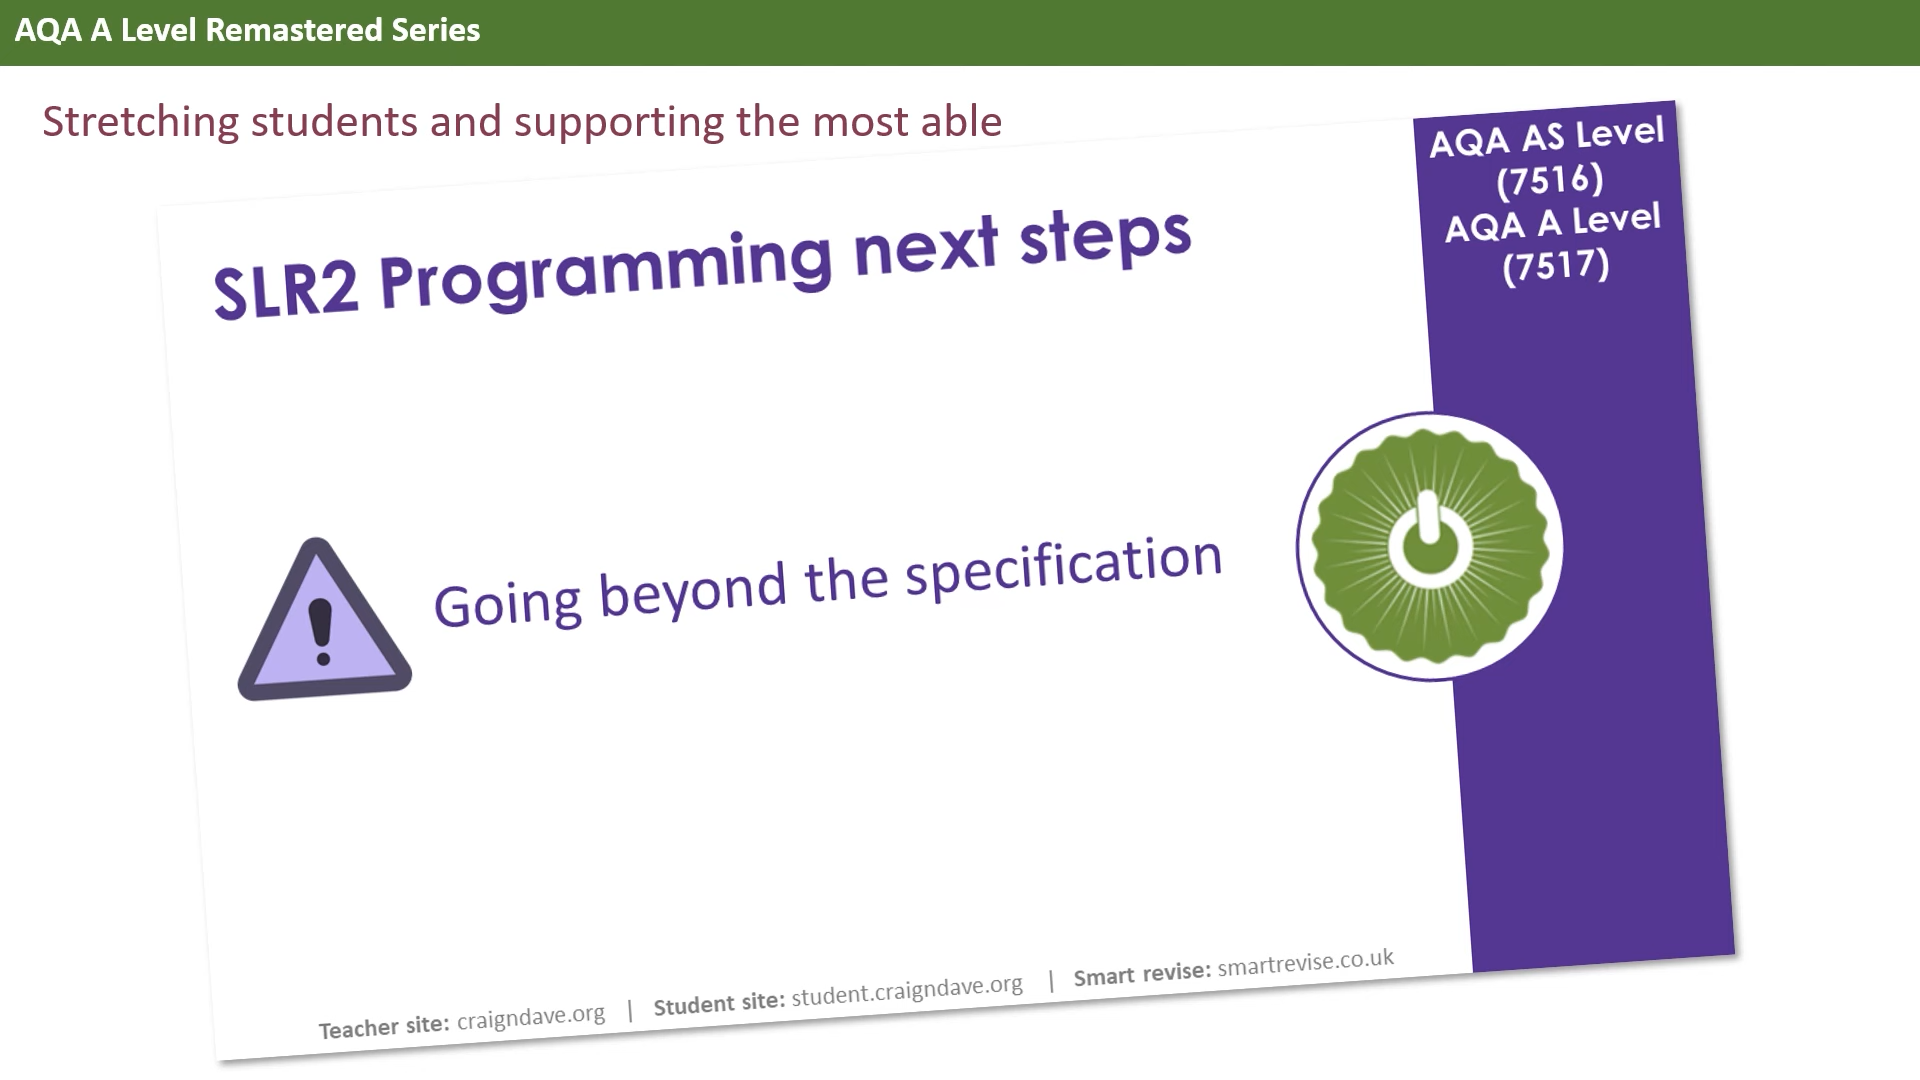 AQA A Level Remastered Series
Stretching students and supporting the most able
AQA AS Level
(7516)
AQA A Level
(7517)
SLR2 Programming next steps
Going beyond the specification
Teacher site: craigndave.org | Student site: student.craigndave.org | Smart revise: smartrevise.co.uk